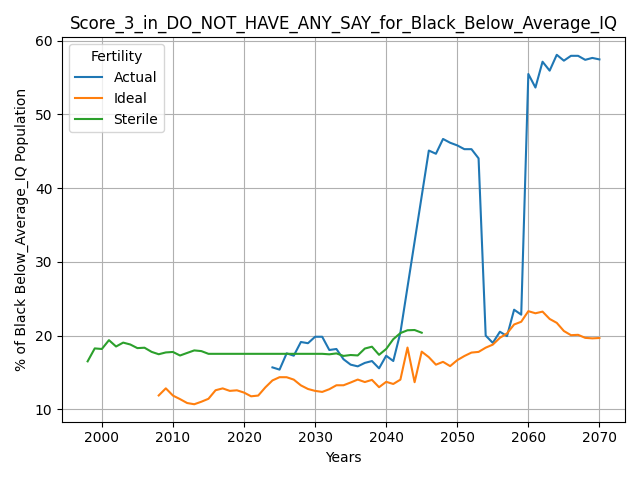 Score_3_in_DO_NOT_HAVE_ANY_SAY_for_Black_Below_Average_IQ
Fertility
Actual
Ideal
Sterile
% of Black Below_Average_IQ Population
60
50
40
30
20
10
2000 2010 2020 2030 2040 2050 2060 2070
Years